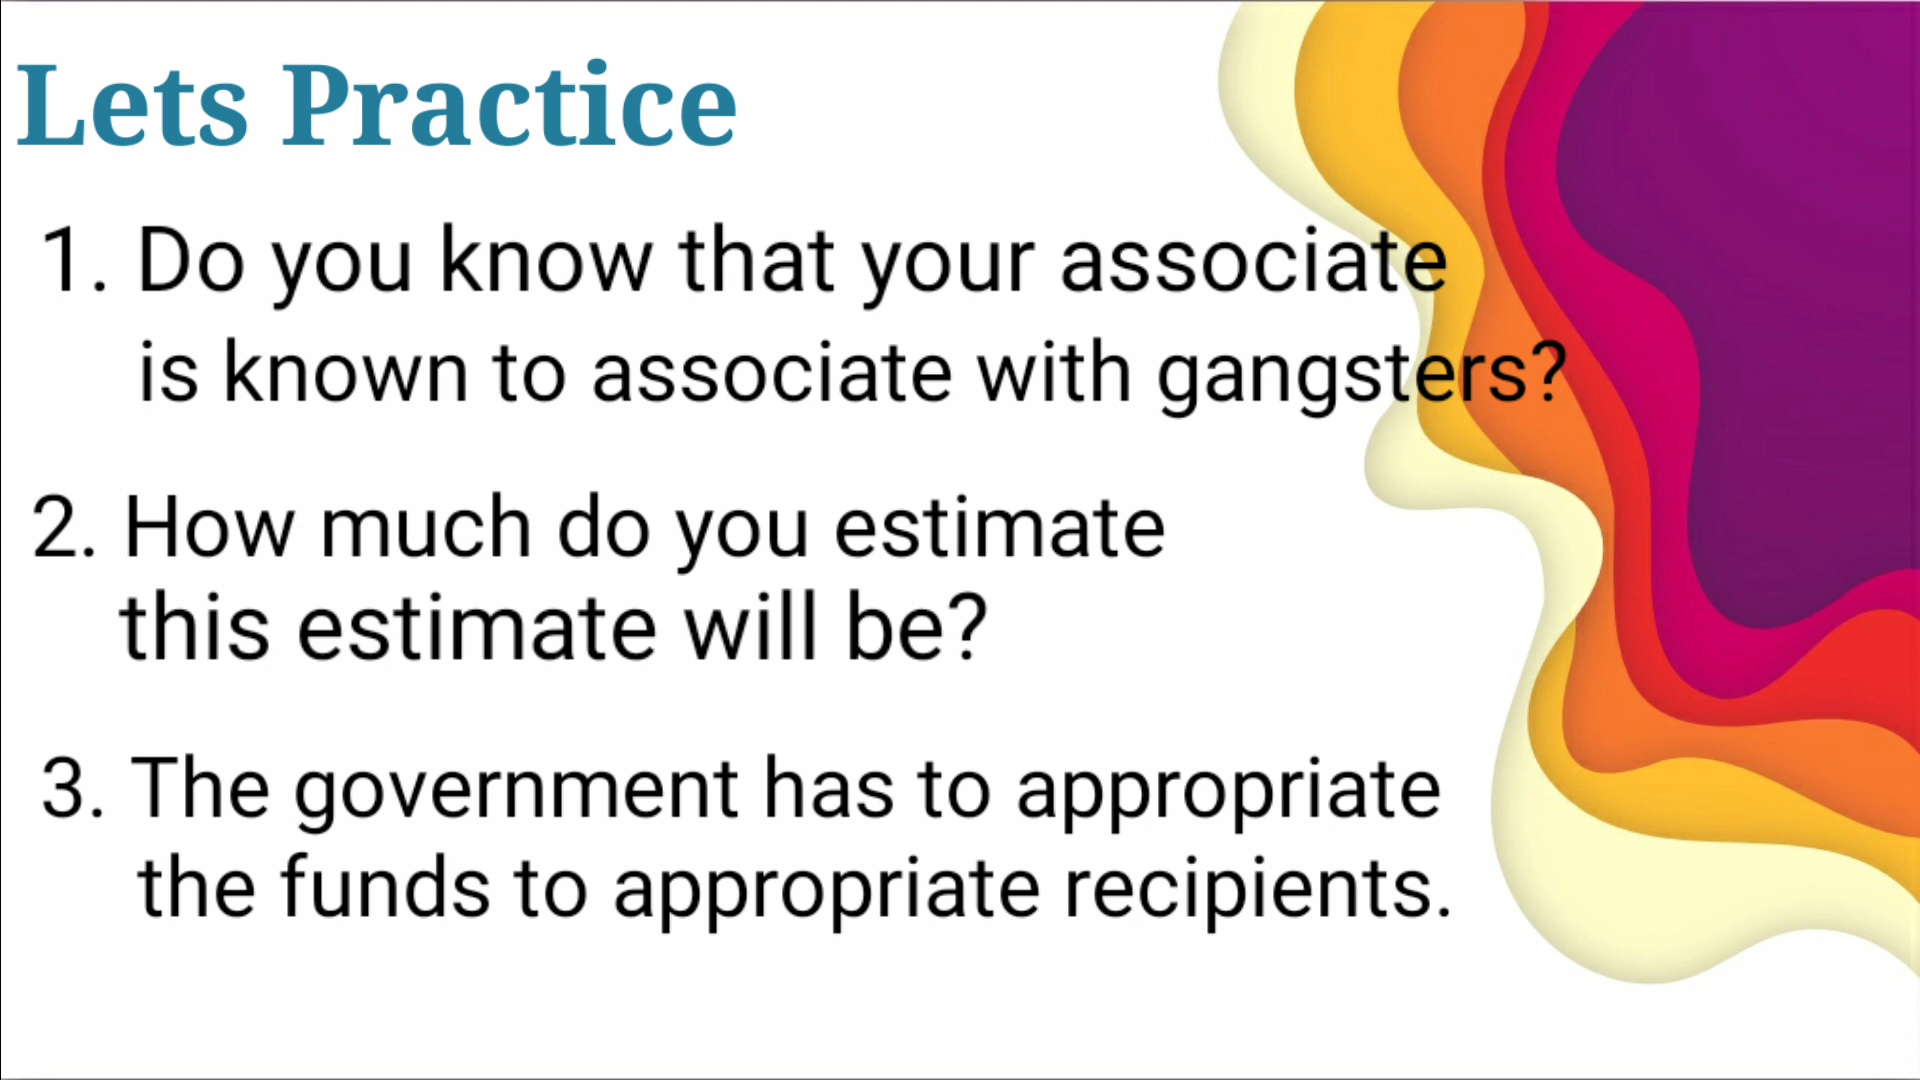 Lets Practice
1. Do you know that your associate
is known to associate with gangsters?
2. How much do you estimate
this estimate will be?
3. The government has to appropriate
the funds to appropriate recipients.